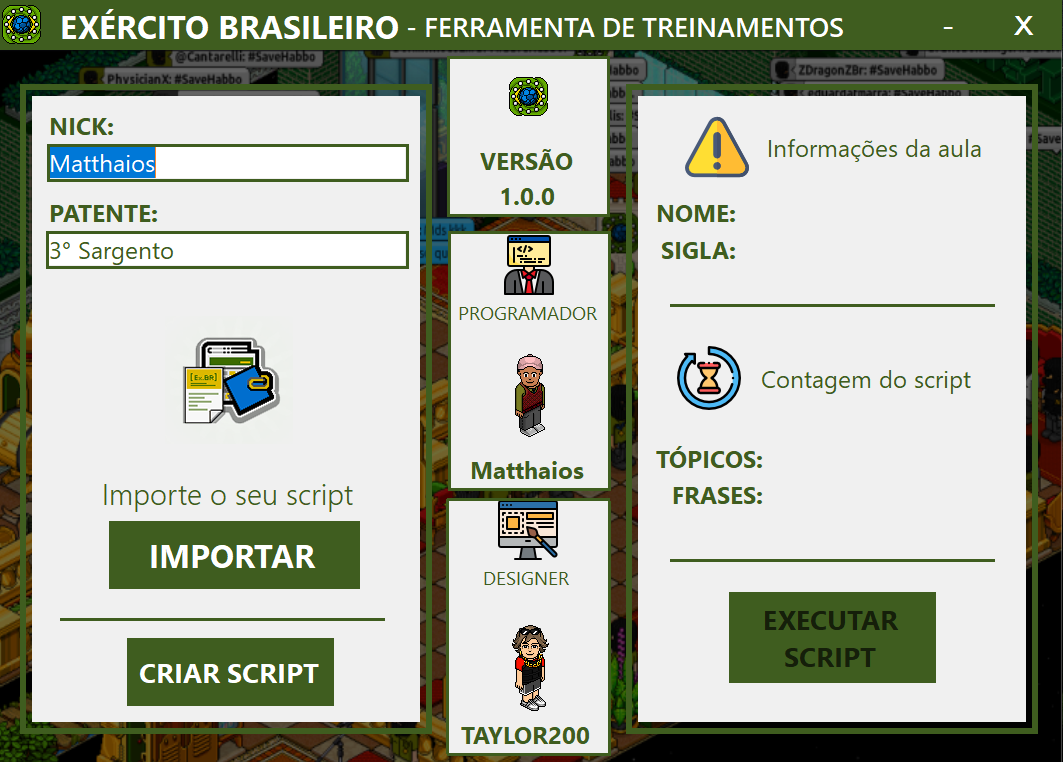 EXÉRCITO BRASILEIRO - FERRAMENTA DE TREINAMENTOS
- X
@Cantarelli: #SaveHabbo
PhysicianX: #SaveHabbo
ZDragonZBr: #SaveHabbo
NICK:
Matthaios
PATENTE:
3° Sargento
[Ex.BR]
Importe o seu script
IMPORTAR
CRIAR SCRIPT
VERSÃO
1.0.0
</>
PROGRAMADOR
Matthaios
DESIGNER
TAYLOR200
Informações da aula
NOME:
SIGLA:
Contagem do script
TÓPICOS:
FRASES:
EXECUTAR
SCRIPT